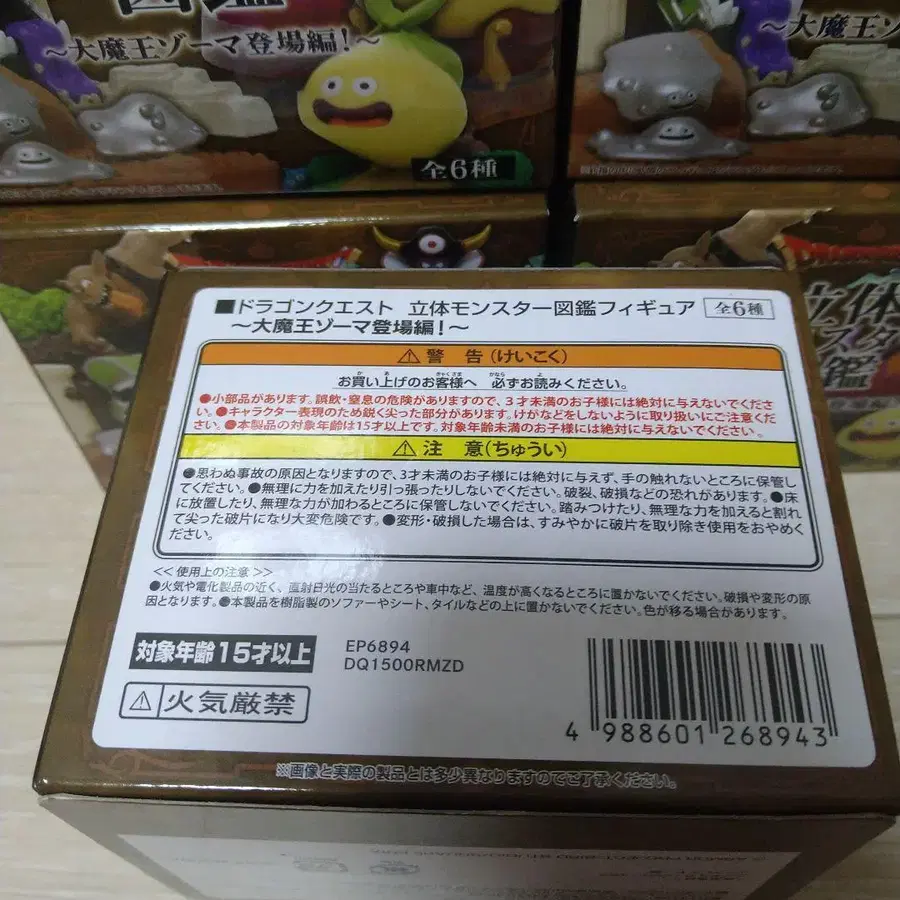 〜大魔王ゾーマ登場編!〜
全6種
〜大魔王ゾ
立体
スタ
鑑
■ドラゴンクエスト 立体モンスター図鑑フィギュア 全6種
〜大魔王ゾーマ登場編!〜
⚠警 告(けいこく)
お買い上げのお客様へ 必ずお読みください。
●小部品があります。誤飲・窒息の危険がありますので、3才未満のお子様には絶対に与えないでくださ
い。●キャラクター表現のため鋭く尖った部分があります。けがなどをしないように取り扱いにご注意くだ
さい。●本製品の対象年齢は15才以上です。対象年齢未満のお子様には絶対に与えないでください。
⚠注 意(ちゅうい)
●思わぬ事故の原因となりますので、3才未満のお子様には絶対に与えず、手の触れないところに保管し
てください。●無理に力を加えたり引っ張ったりしないでください。破裂、破損などの恐れがあります。●床
に放置したり、無理な力が加わるところに保管しないでください。踏みつけたり、無理な力を加えると割れ
て尖った破片になり大変危険です。●変形・破損した場合は、すみやかに破片を取り除き使用をおやめく
ださい。
<< 使用上の注意 >>
●火気や電化製品の近く、直射日光の当たるところや車中など、温度が高くなるところに置かないでください。破損や変形の原
因となります。●本製品を樹脂製のソファーやシート、タイルなどの上に置かないでください。色が移る場合があります。
対象年齢15才以上
EP6894
DQ1500RMZD
⚠火気厳禁
4 988601 268943
※画像と実際の製品とは多少異なりますのでご了承ください。